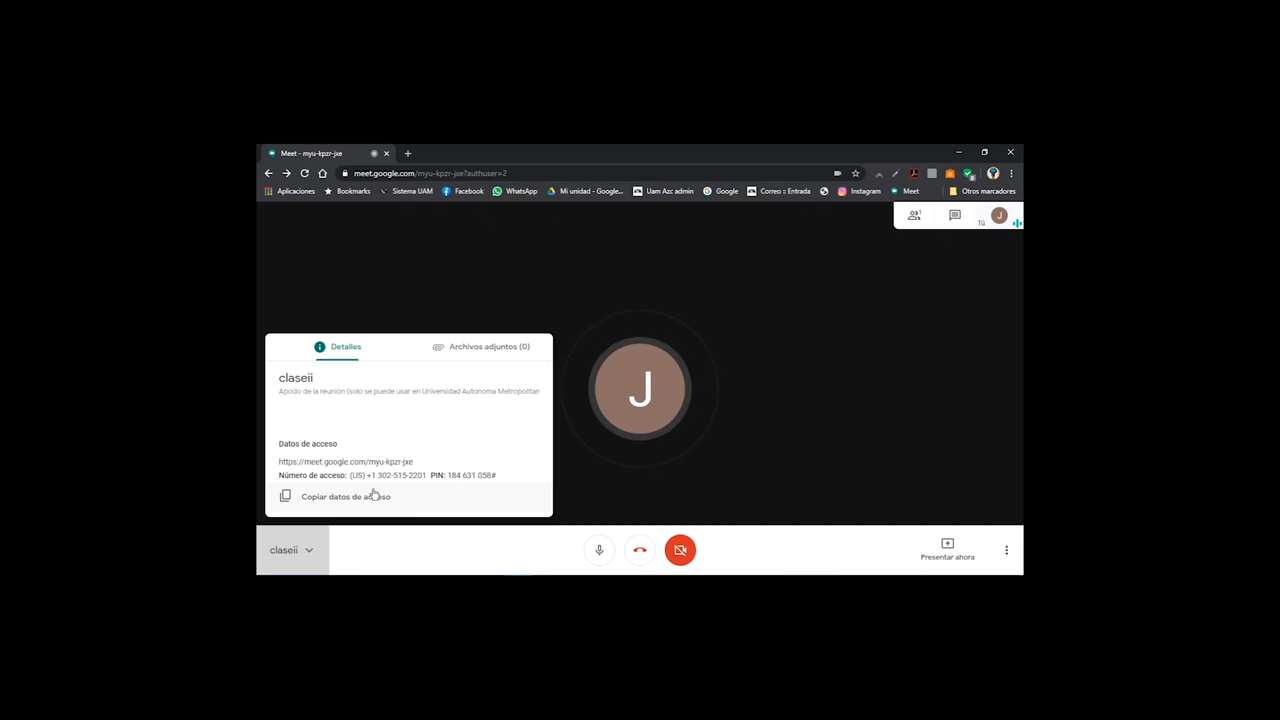 Meet - myu-kpzr-jxe
meet.google.com/myu-kpzr-jxe?authuser=2
Aplicaciones Bookmarks Sistema UAM Facebook WhatsApp Mi unidad - Google... Uam Azc admin Google Correo :: Entrada Instagram Meet Otros marcadores
1 Tú J
Detalles Archivos adjuntos (0)
claseii
Apodo de la reunión (solo se puede usar en Universidad Autonoma Metropolitan
J
Datos de acceso
https://meet.google.com/myu-kpzr-jxe
Número de acceso: (US) +1 302-515-2201 PIN: 184 631 058#
Copiar datos de acceso
claseii
Presentar ahora